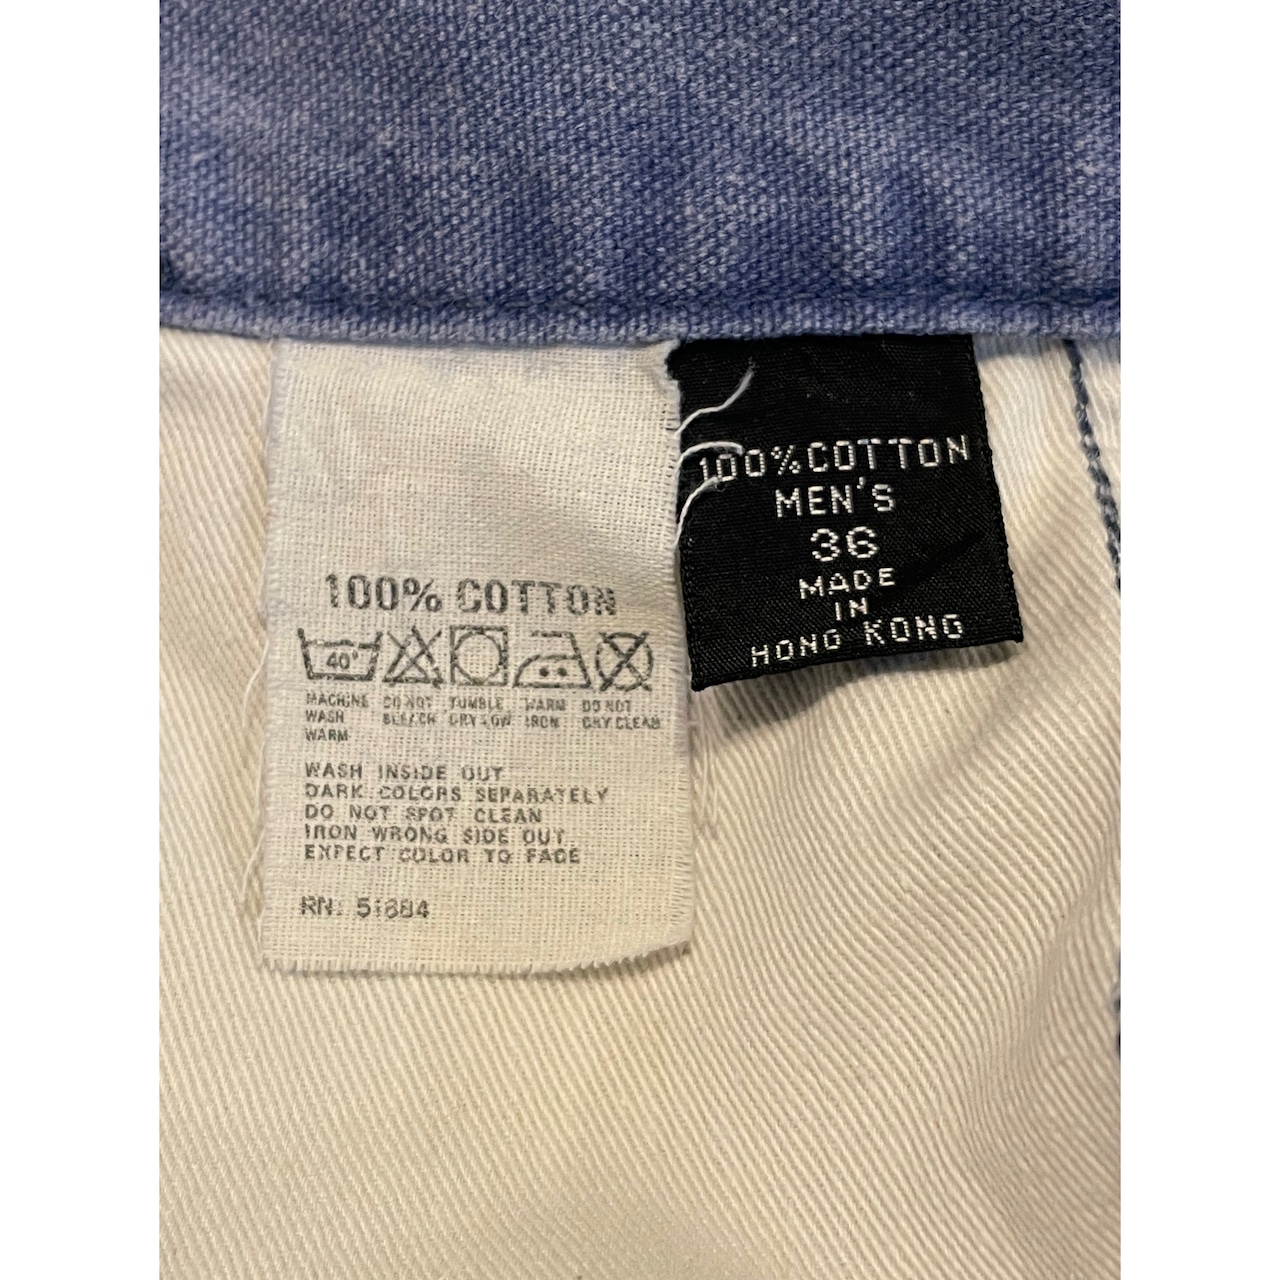 100% COTTON
40°
MACHINE DO NOT TUMBLE WARM DO NOT
WASH BLEACH DRY LOW IRON DRY CLEAN
WARM
WASH INSIDE OUT
DARK COLORS SEPARATELY
DO NOT SPOT CLEAN
IRON WRONG SIDE OUT
EXPECT COLOR TO FADE
RN: 51884
100% COTTON
MEN'S
36
MADE
IN
HONG KONG